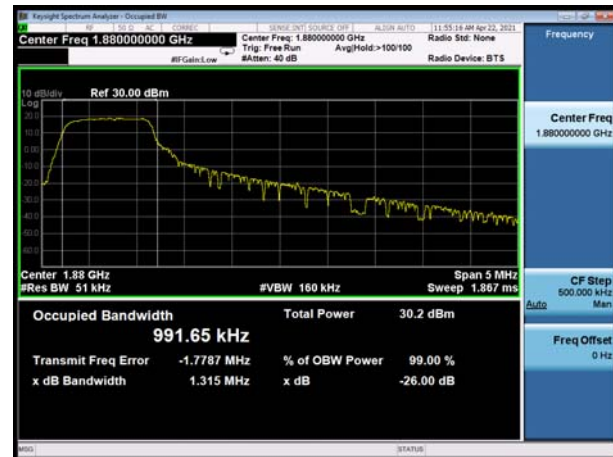 Keysight Spectrum Analyzer - Occupied BW
RF 50 Ω AC CORREC SENSE:INT SOURCE OFF ALIGN AUTO 11:55:16 AM Apr 22, 2021
Center Freq 1.880000000 GHz
Center Freq: 1.880000000 GHz
Radio Std: None
Trig: Free Run Avg|Hold:>100/100
#IFGain:Low #Atten: 40 dB Radio Device: BTS
10 dB/div Ref 30.00 dBm
Log
20.0
10.0
0.00
10.0
20.0
30.0
40.0
50.0
60.0
Center 1.88 GHz Span 5 MHz
#Res BW 51 kHz #VBW 160 kHz Sweep 1.867 ms
Occupied Bandwidth Total Power 30.2 dBm
991.65 kHz
Transmit Freq Error -1.7787 MHz % of OBW Power 99.00 %
x dB Bandwidth 1.315 MHz x dB -26.00 dB
MSG STATUS
Frequency
Center Freq
1.880000000 GHz
CF Step
500.000 kHz
Auto Man
Freq Offset
0 Hz